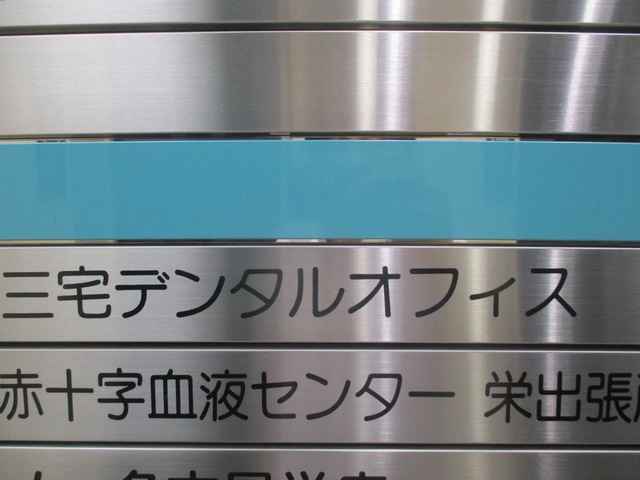 三宅デンタルオフィス
赤十字血液センター 栄出張